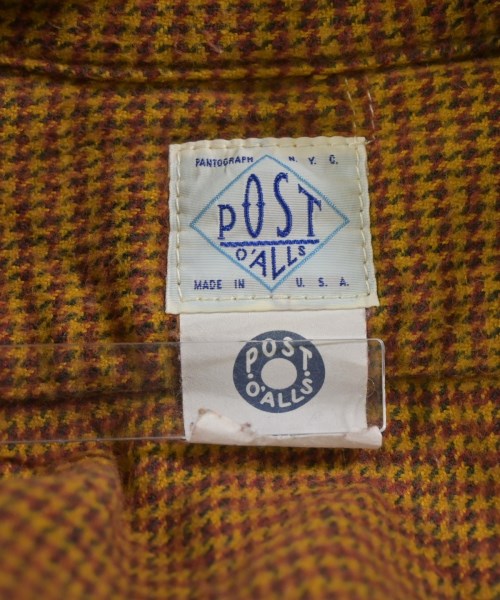 PANTOGRAPH N. Y. C.
POST
O'ALLS
MADE IN U. S. A.
POST
O'ALLS